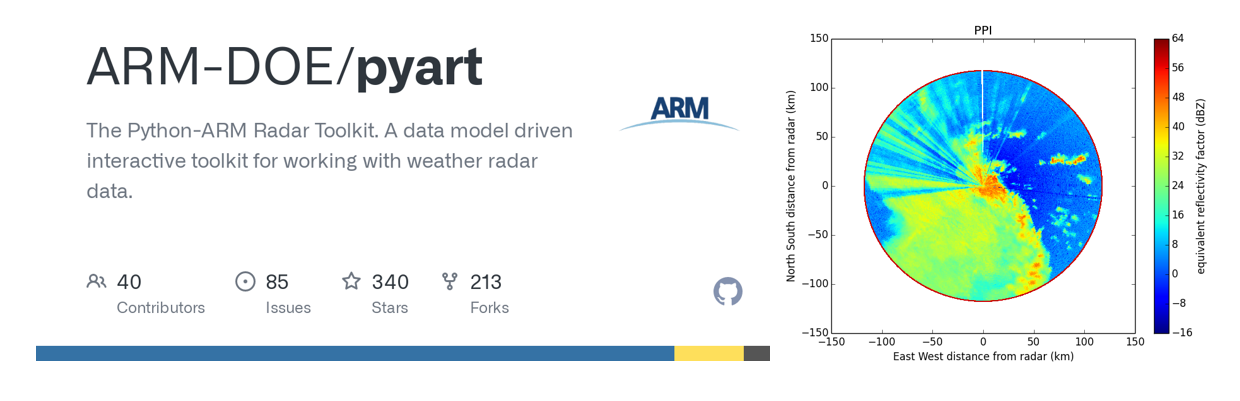 ARM-DOE/pyart
The Python-ARM Radar Toolkit. A data model driven
interactive toolkit for working with weather radar
data.
ARM
40
Contributors
85
Issues
340
Stars
213
Forks
PPI
150
100
50
0
−50
−100
−150
−150
−100
−50
0
50
100
150
North South distance from radar (km)
East West distance from radar (km)
64
56
48
40
32
24
16
8
0
−8
−16
equivalent reflectivity factor (dBZ)